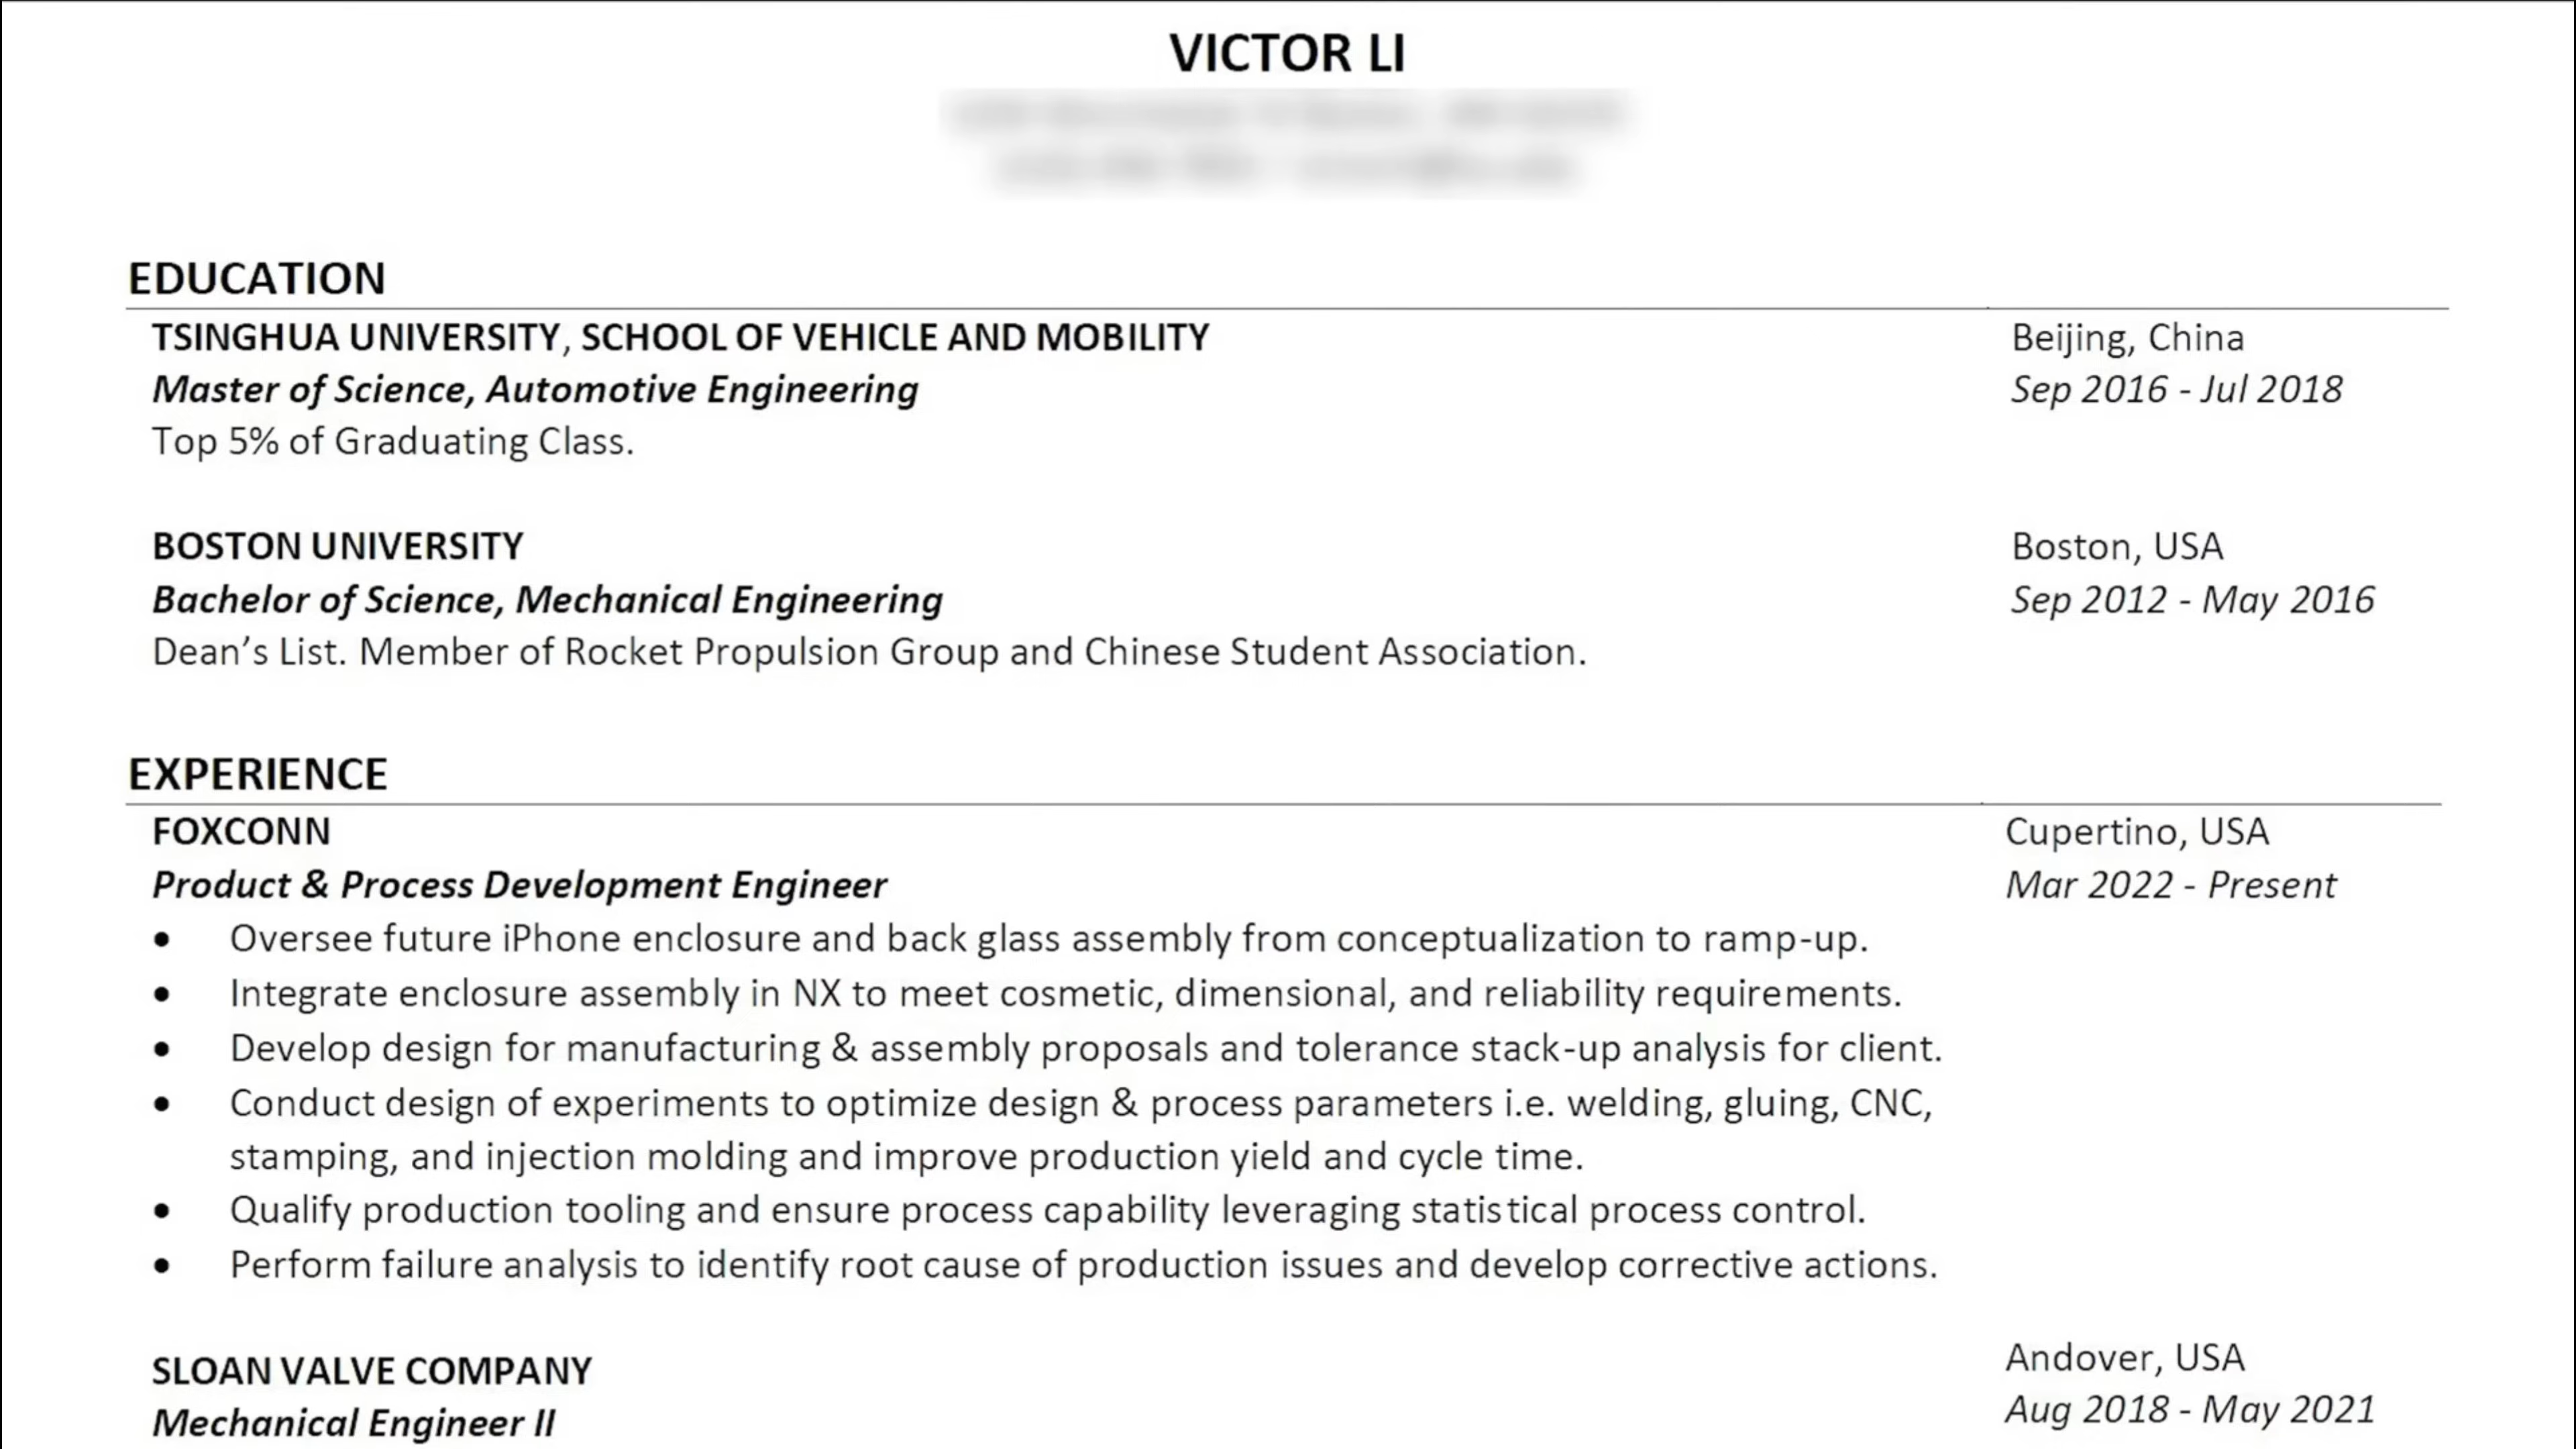 VICTOR LI
EDUCATION
TSINGHUA UNIVERSITY, SCHOOL OF VEHICLE AND MOBILITY
Beijing, China
Master of Science, Automotive Engineering
Sep 2016 - Jul 2018
Top 5% of Graduating Class.
BOSTON UNIVERSITY
Boston, USA
Bachelor of Science, Mechanical Engineering
Sep 2012 - May 2016
Dean’s List. Member of Rocket Propulsion Group and Chinese Student Association.
EXPERIENCE
FOXCONN
Cupertino, USA
Product & Process Development Engineer
Mar 2022 - Present
• Oversee future iPhone enclosure and back glass assembly from conceptualization to ramp-up.
• Integrate enclosure assembly in NX to meet cosmetic, dimensional, and reliability requirements.
• Develop design for manufacturing & assembly proposals and tolerance stack-up analysis for client.
• Conduct design of experiments to optimize design & process parameters i.e. welding, gluing, CNC,
stamping, and injection molding and improve production yield and cycle time.
• Qualify production tooling and ensure process capability leveraging statistical process control.
• Perform failure analysis to identify root cause of production issues and develop corrective actions.
SLOAN VALVE COMPANY
Andover, USA
Mechanical Engineer II
Aug 2018 - May 2021